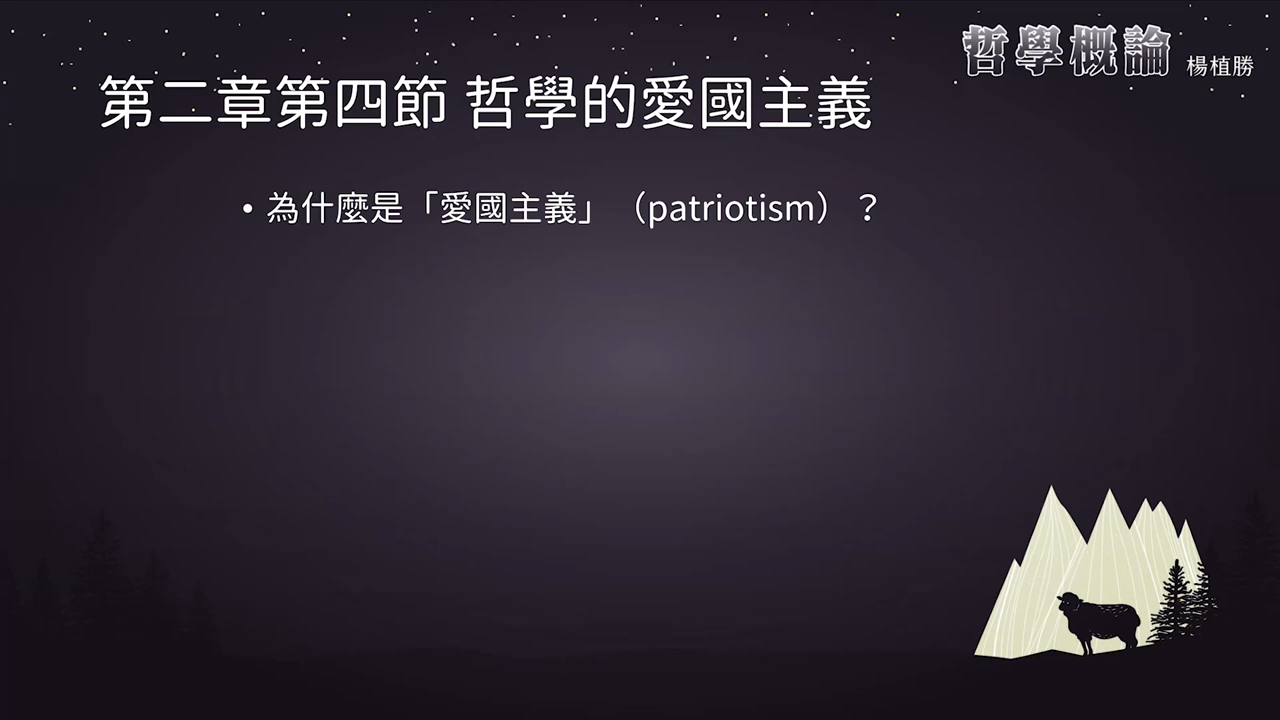 哲學概論 楊植勝
第二章第四節 哲學的愛國主義
• 為什麼是「愛國主義」（patriotism）？